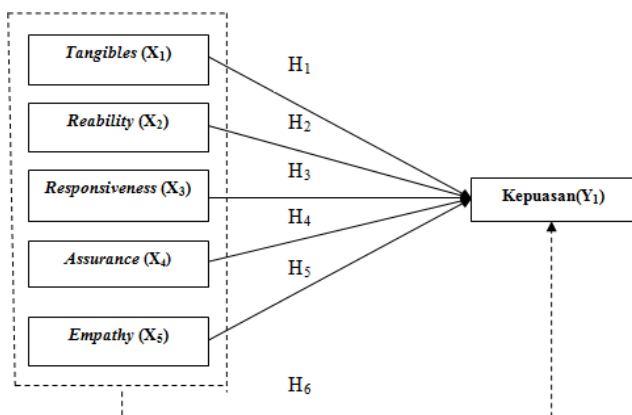 Tangibles (X1)
H1
Reability (X2)
H2
H3
Responsiveness (X3)
Kepuasan(Y1)
H4
Assurance (X4)
H5
Empathy (X5)
H6